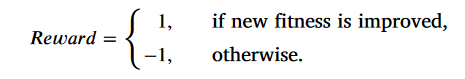 1, if new fitness is improved,
Reward =
−1, otherwise.